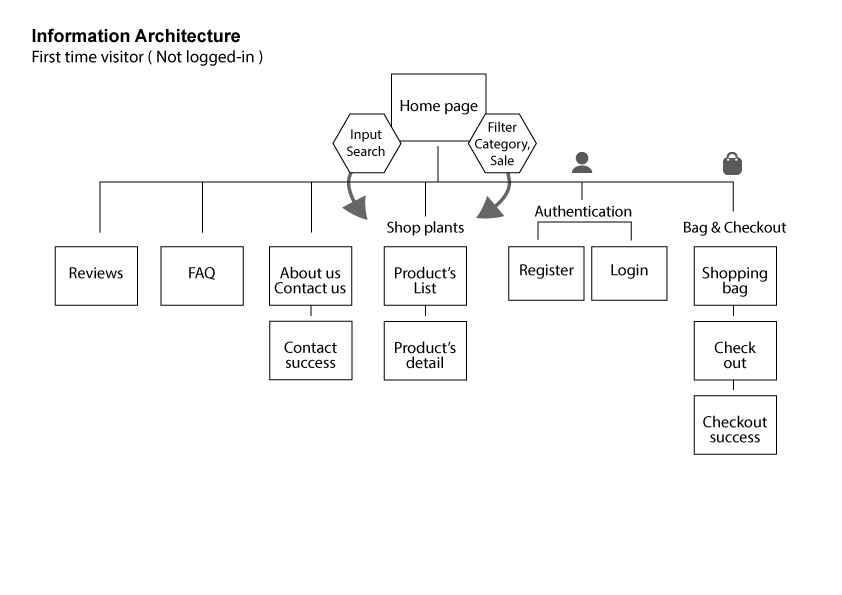 Information Architecture
First time visitor ( Not logged-in )
Home page
Input
Search
Filter
Category,
Sale
Authentication
Shop plants
Bag & Checkout
Reviews
FAQ
About us
Contact us
Product's
List
Register
Login
Shopping
bag
Contact
success
Product's
detail
Check
out
Checkout
success